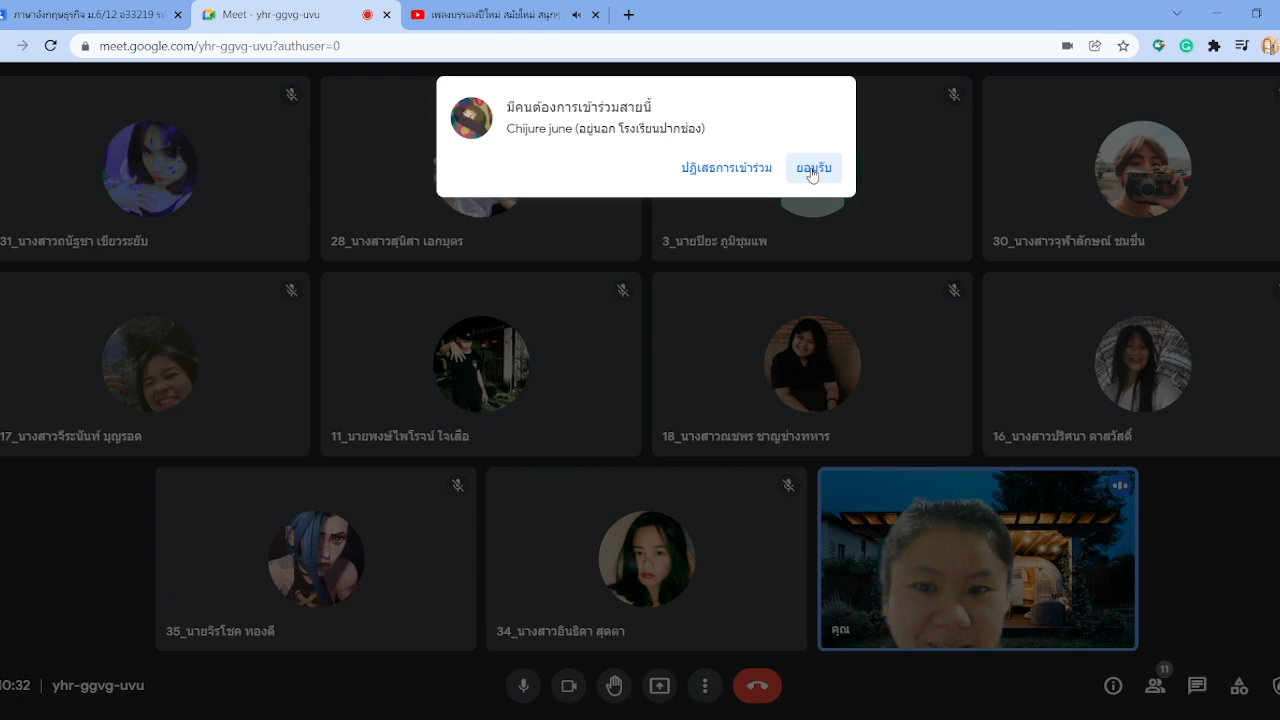 ภาษาอังกฤษธุรกิจ ม.6/12 อ33219
Meet - yhr-ggvg-uvu
เพลงบรรเลงปีใหม่ สมัยใหม่ สนุกๆ
meet.google.com/yhr-ggvg-uvu?authuser=0
มีคนต้องการเข้าร่วมสายนี้
Chijure june (อยู่นอก โรงเรียนปากช่อง)
ปฏิเสธการเข้าร่วม ยอมรับ
31_นางสาวณัฐชา เขียวระยับ
28_นางสาวสุนิสา เอกบุตร
3_นายปิยะ ภูมิชุมแพ
30_นางสาวจุฬาลักษณ์ ชมชื่น
17_นางสาวจีระนันท์ บุญรอด
11_นายพงษ์ไพโรจน์ ใจเสือ
18_นางสาวณชพร ชาญช่างทหาร
16_นางสาวปริศนา ดาสวัสดิ์
35_นายจิรโชค ทองดี
34_นางสาวอินธิดา สุดดา
คุณ
10:32 | yhr-ggvg-uvu
11